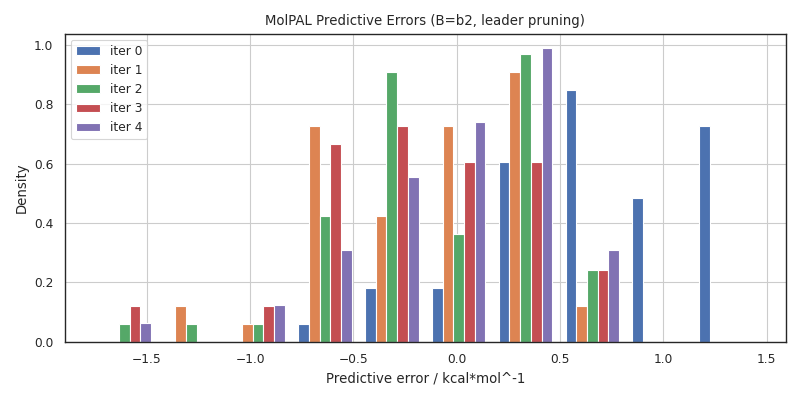 MolPAL Predictive Errors (B=b2, leader pruning)
iter 0
iter 1
iter 2
iter 3
iter 4
Density
1.0
0.8
0.6
0.4
0.2
0.0
−1.5 −1.0 −0.5 0.0 0.5 1.0 1.5
Predictive error / kcal*mol^-1